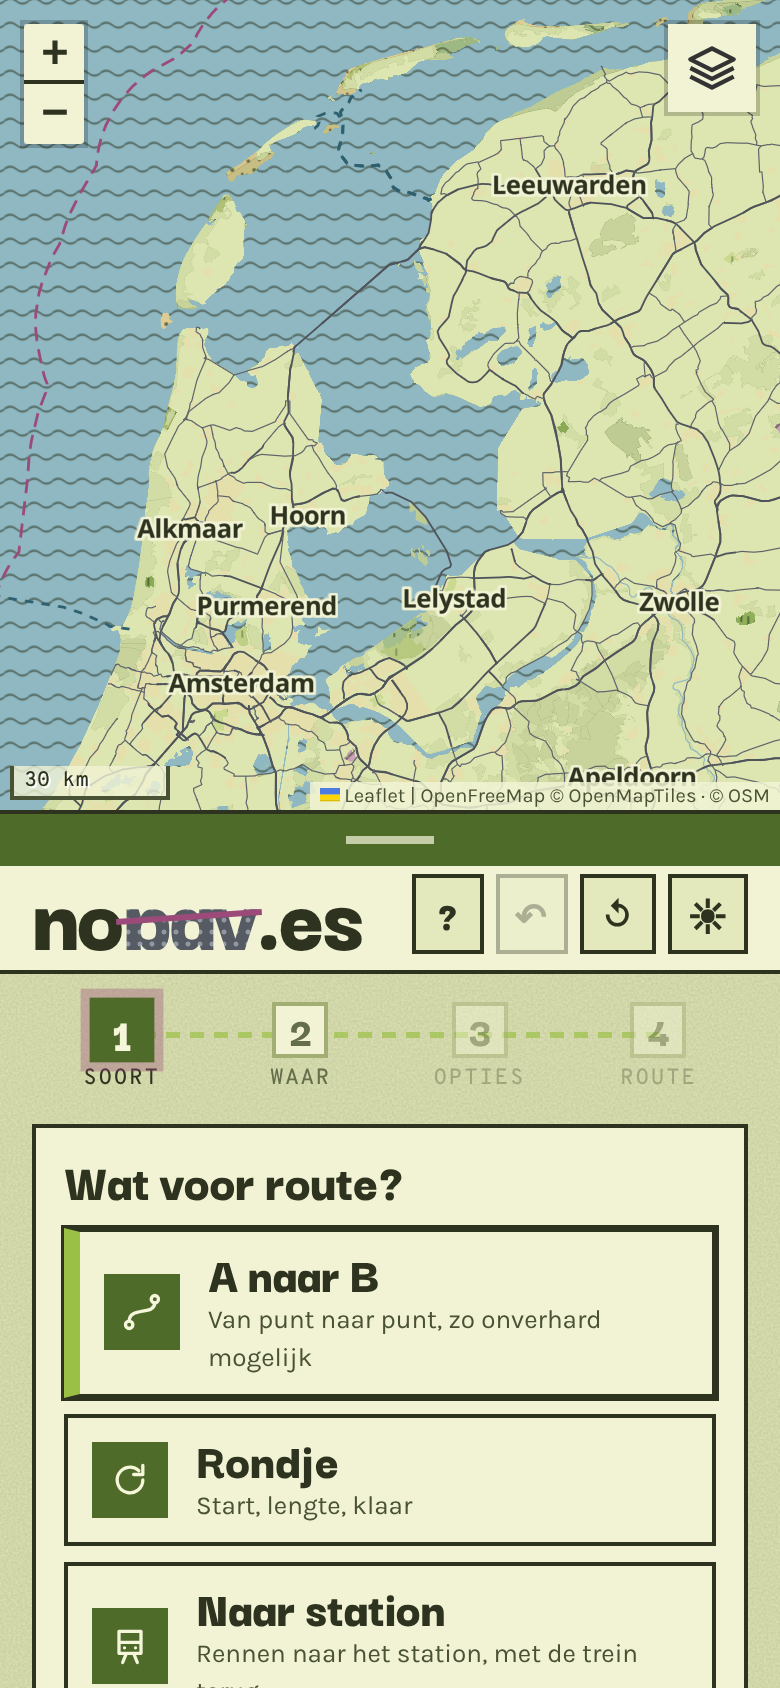 +
−
Leeuwarden
Alkmaar
Hoorn
Purmerend
Lelystad
Zwolle
Amsterdam
Apeldoorn
30 km
Leaflet | OpenFreeMap © OpenMapTiles · © OSM
nopav.es
?
1
2
3
4
SOORT
WAAR
OPTIES
ROUTE
Wat voor route?
A naar B
Van punt naar punt, zo onverhard
mogelijk
Rondje
Start, lengte, klaar
Naar station
Rennen naar het station, met de trein
terug